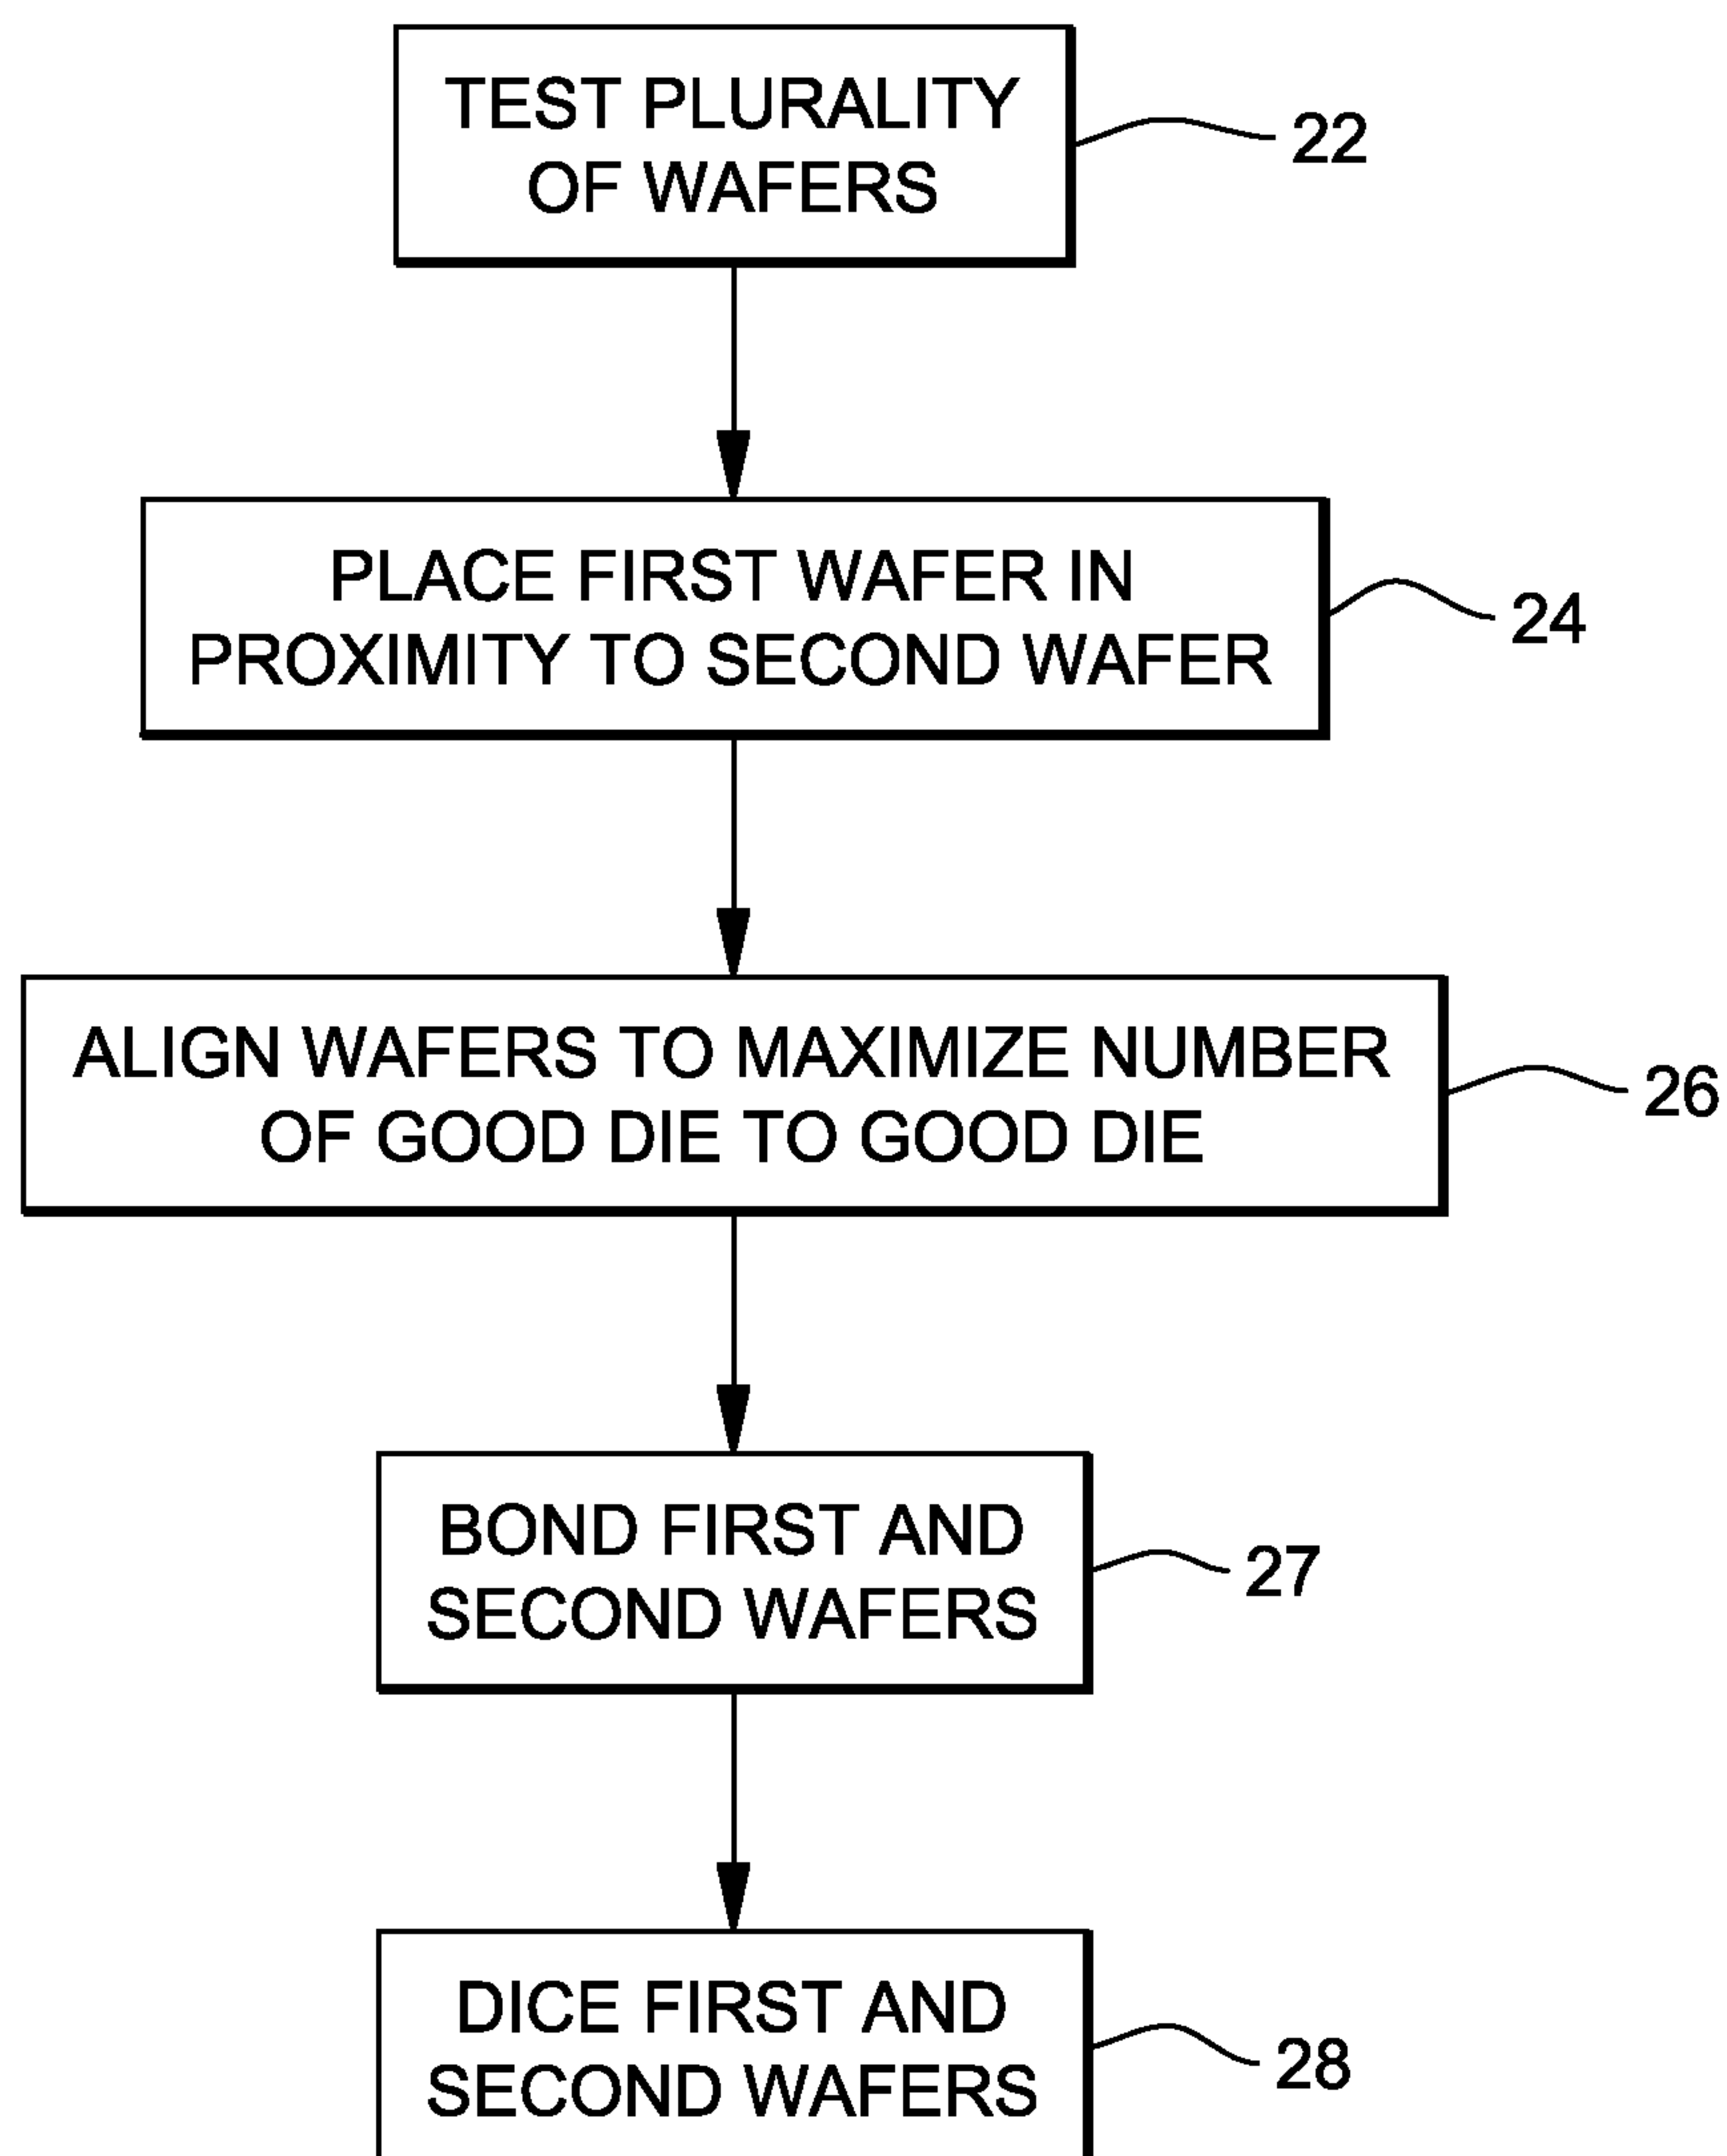 TEST PLURALITY
OF WAFERS
22
PLACE FIRST WAFER IN
PROXIMITY TO SECOND WAFER
24
ALIGN WAFERS TO MAXIMIZE NUMBER
OF GOOD DIE TO GOOD DIE
26
BOND FIRST AND
SECOND WAFERS
27
DICE FIRST AND
SECOND WAFERS
28